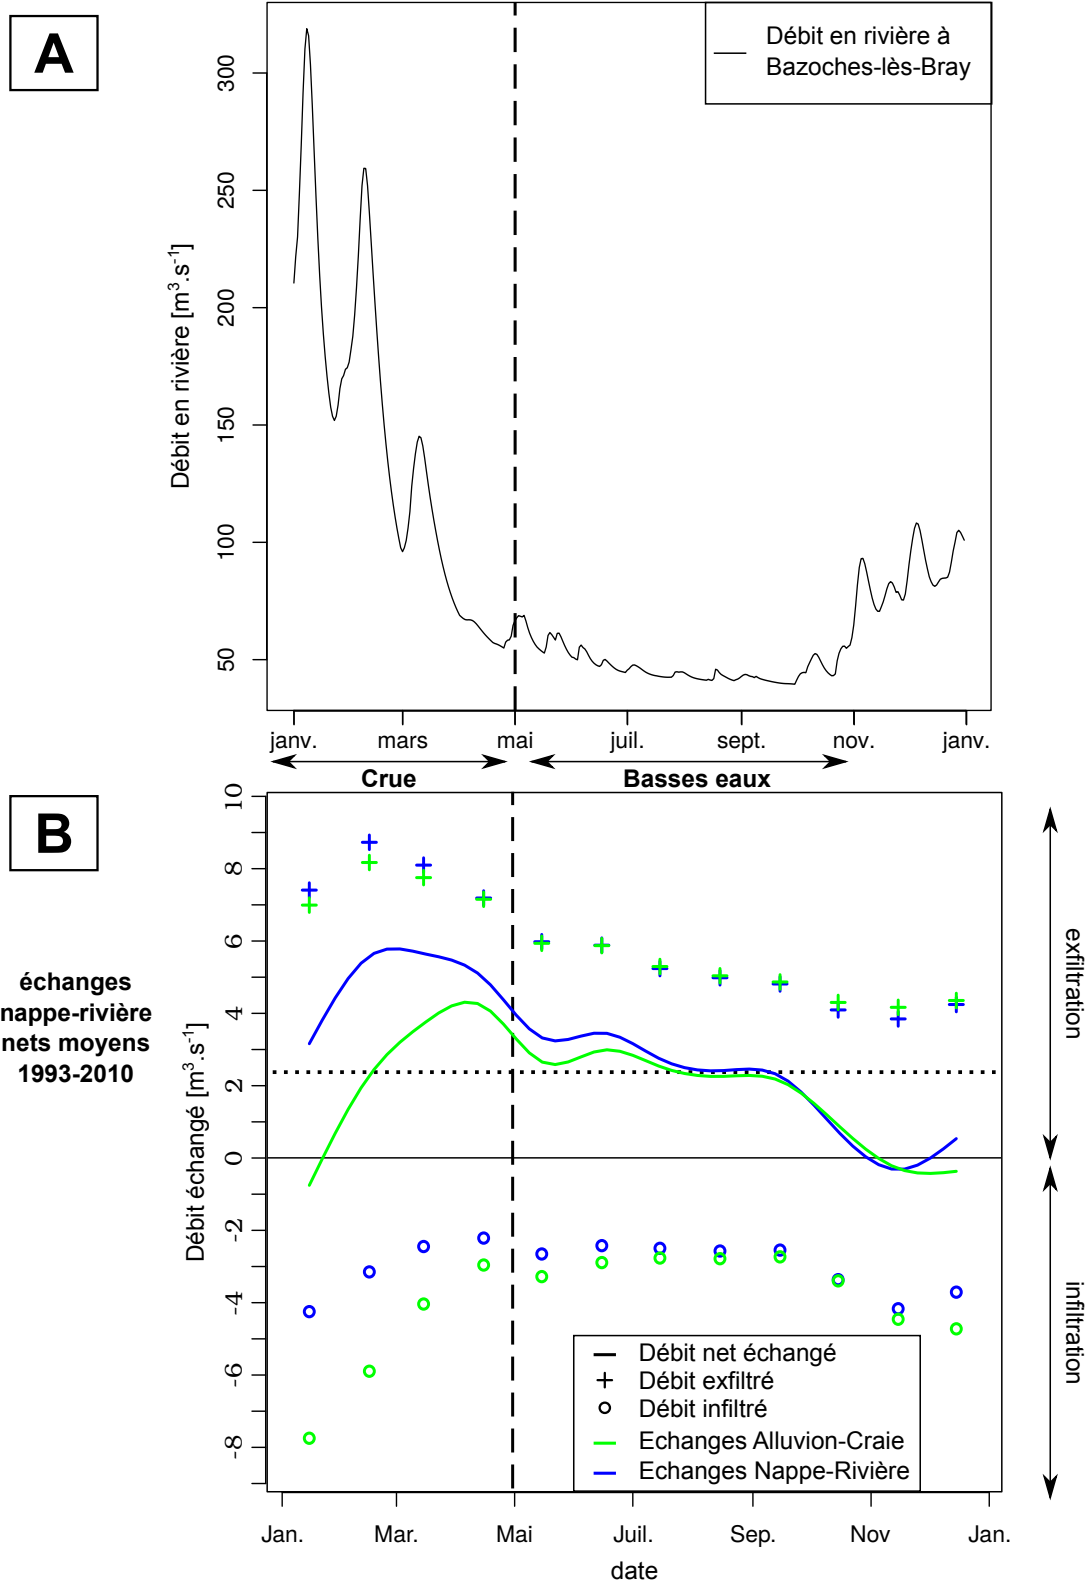 A
Débit en rivière à
Bazoches-lès-Bray
Débit en rivière [m³.s⁻¹]
300
250
200
150
100
50
janv.
mars
mai
juil.
sept.
nov.
janv.
Crue
Basses eaux
B
échanges
nappe-rivière
nets moyens
1993-2010
Débit échangé [m³.s⁻¹]
10
8
6
4
2
0
-2
-4
-6
-8
exfiltration
infiltration
Débit net échangé
Débit exfiltré
Débit infiltré
Echanges Alluvion-Craie
Echanges Nappe-Rivière
Jan.
Mar.
Mai
Juil.
Sep.
Nov
Jan.
date